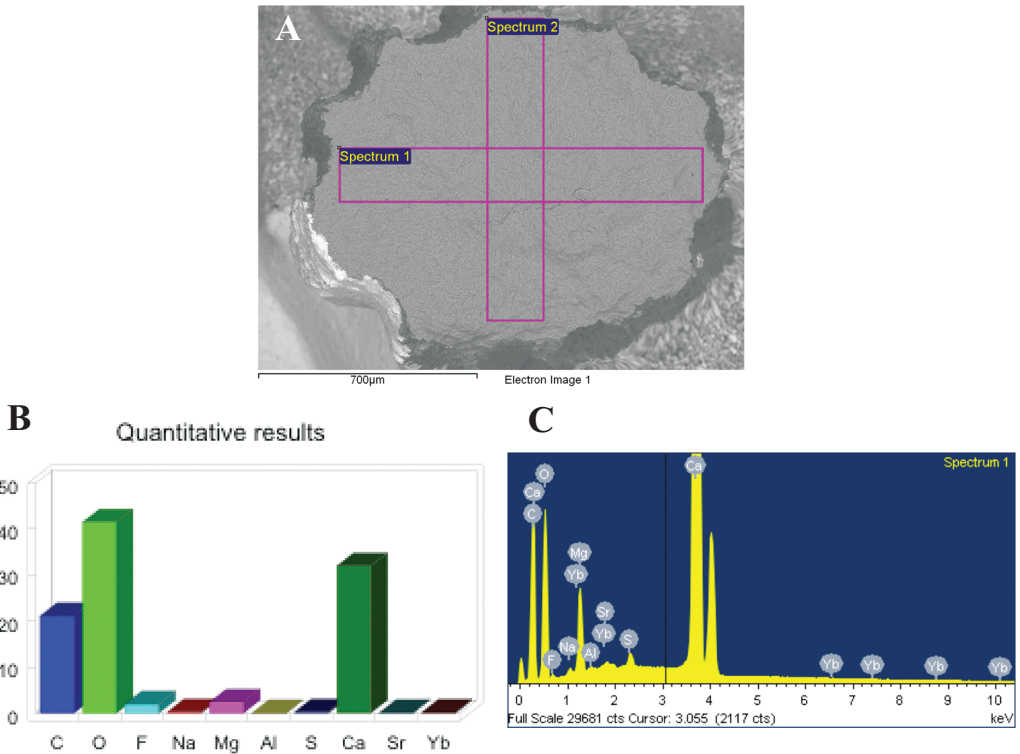 A
Spectrum 2
Spectrum 1
700µm
Electron Image 1
B
Quantitative results
50
40
30
20
10
0
C O F Na Mg Al S Ca Sr Yb
C
Spectrum 1
Ca
O
Ca
C
Mg
Yb
Sr
Yb
S
Na
Al
F
Yb
Yb
Yb
Yb
0 1 2 3 4 5 6 7 8 9 10
Full Scale 29681 cts Cursor: 3.055 (2117 cts)
keV